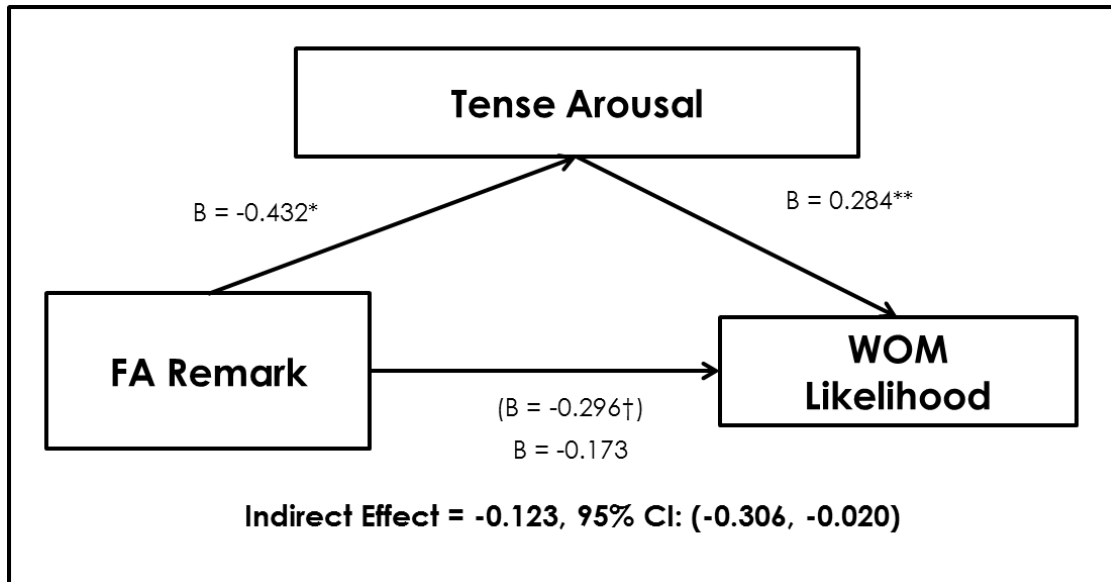 Tense Arousal
B = -0.432*
B = 0.284**
FA Remark
WOM
Likelihood
(B = -0.296†)
B = -0.173
Indirect Effect = -0.123, 95% CI: (-0.306, -0.020)